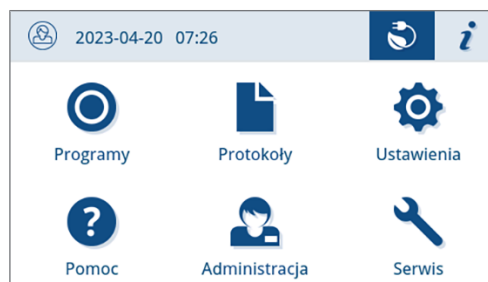 2023-04-20 07:26
i
Programy Protokoły Ustawienia
?
Pomoc Administracja Serwis